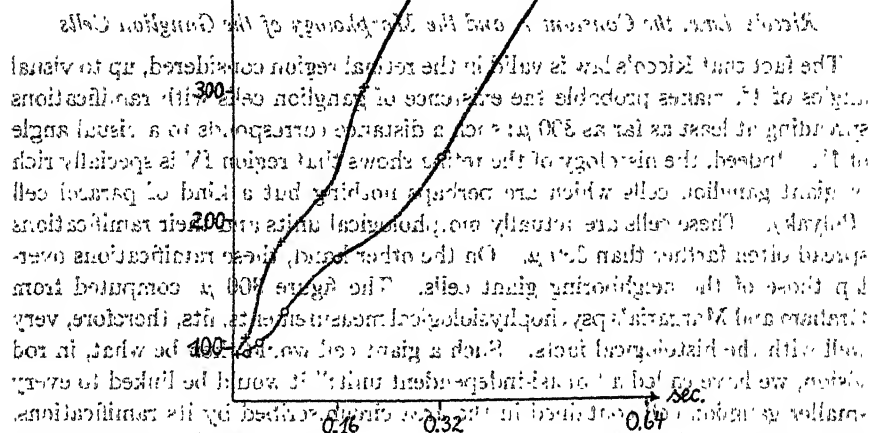 Ricco's Law, the Constant and the Morphology of the Ganglion Cells
The fact that Ricco's law is valid in the retinal region considered, up to visual
angles of makes probable the existence of ganglion cells with ramifications
300
spreading at least as far as 300 μ: such a distance corresponds to a visual angle
of Indeed, the histology of the retina shows that region IV is specially rich
giant ganglion cells which are perhaps nothing but a kind of parasol cell
200
These cells are actually morphological units and their ramifications
spread often farther than μ. On the other hand, these ramifications over-
lap those of the neighboring giant cells. The figure 300 μ computed from
Graham and psychophysiological measurements, fits, therefore, very
100
well with the histological facts. Such a giant cell would be what, in rod
vision, we have called a "quasi-independent unit:" it would be linked to every
sec.
smaller ganglion cell contained in the circumscribed by its ramifications.
0.16 0.32 0.64